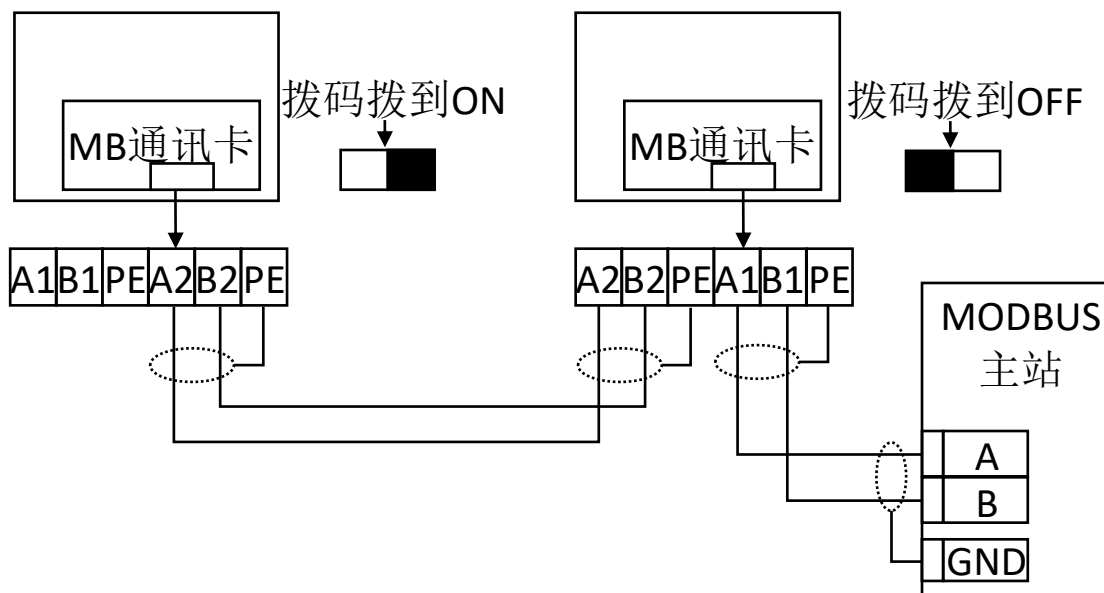 拨码拨到ON
MB通讯卡
拨码拨到OFF
MB通讯卡
A1 B1 PE A2 B2 PE
A2 B2 PE A1 B1 PE
MODBUS
主站
A
B
GND